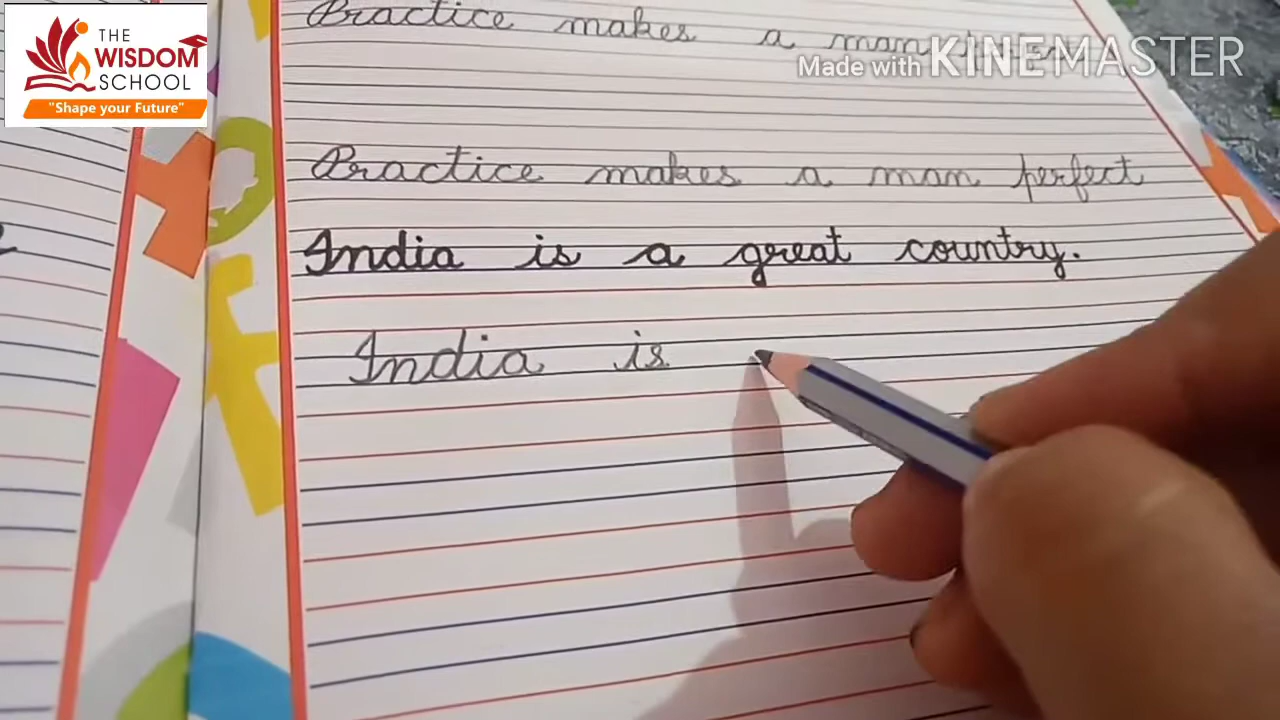 THE
WISDOM
SCHOOL
"Shape your Future"
Practice makes a man
Made with KINEMASTER
Practice makes a man perfect
India is a great country.
India is